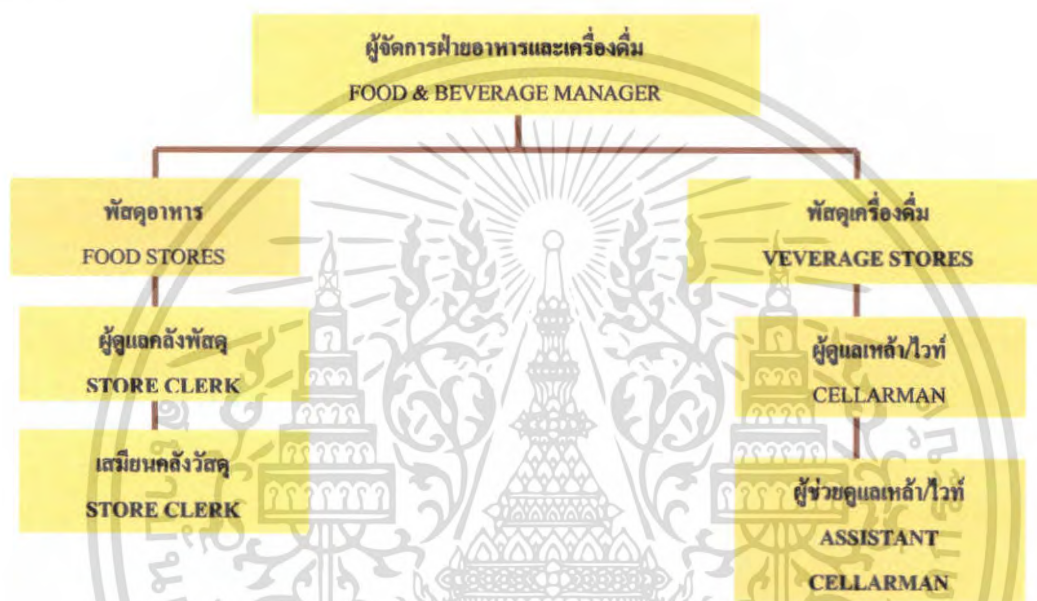 ผู้จัดการฝ่ายอาหารและเครื่องดื่ม
FOOD & BEVERAGE MANAGER
พัสดุอาหาร
FOOD STORES
พัสดุเครื่องดื่ม
VEVERAGE STORES
ผู้ดูแลคลังพัสดุ
STORE CLERK
ผู้ดูแลเหล้า/ไวท์
CELLARMAN
เสมียนคลังวัสดุ
STORE CLERK
ผู้ช่วยดูแลเหล้า/ไวท์
ASSISTANT
CELLARMAN